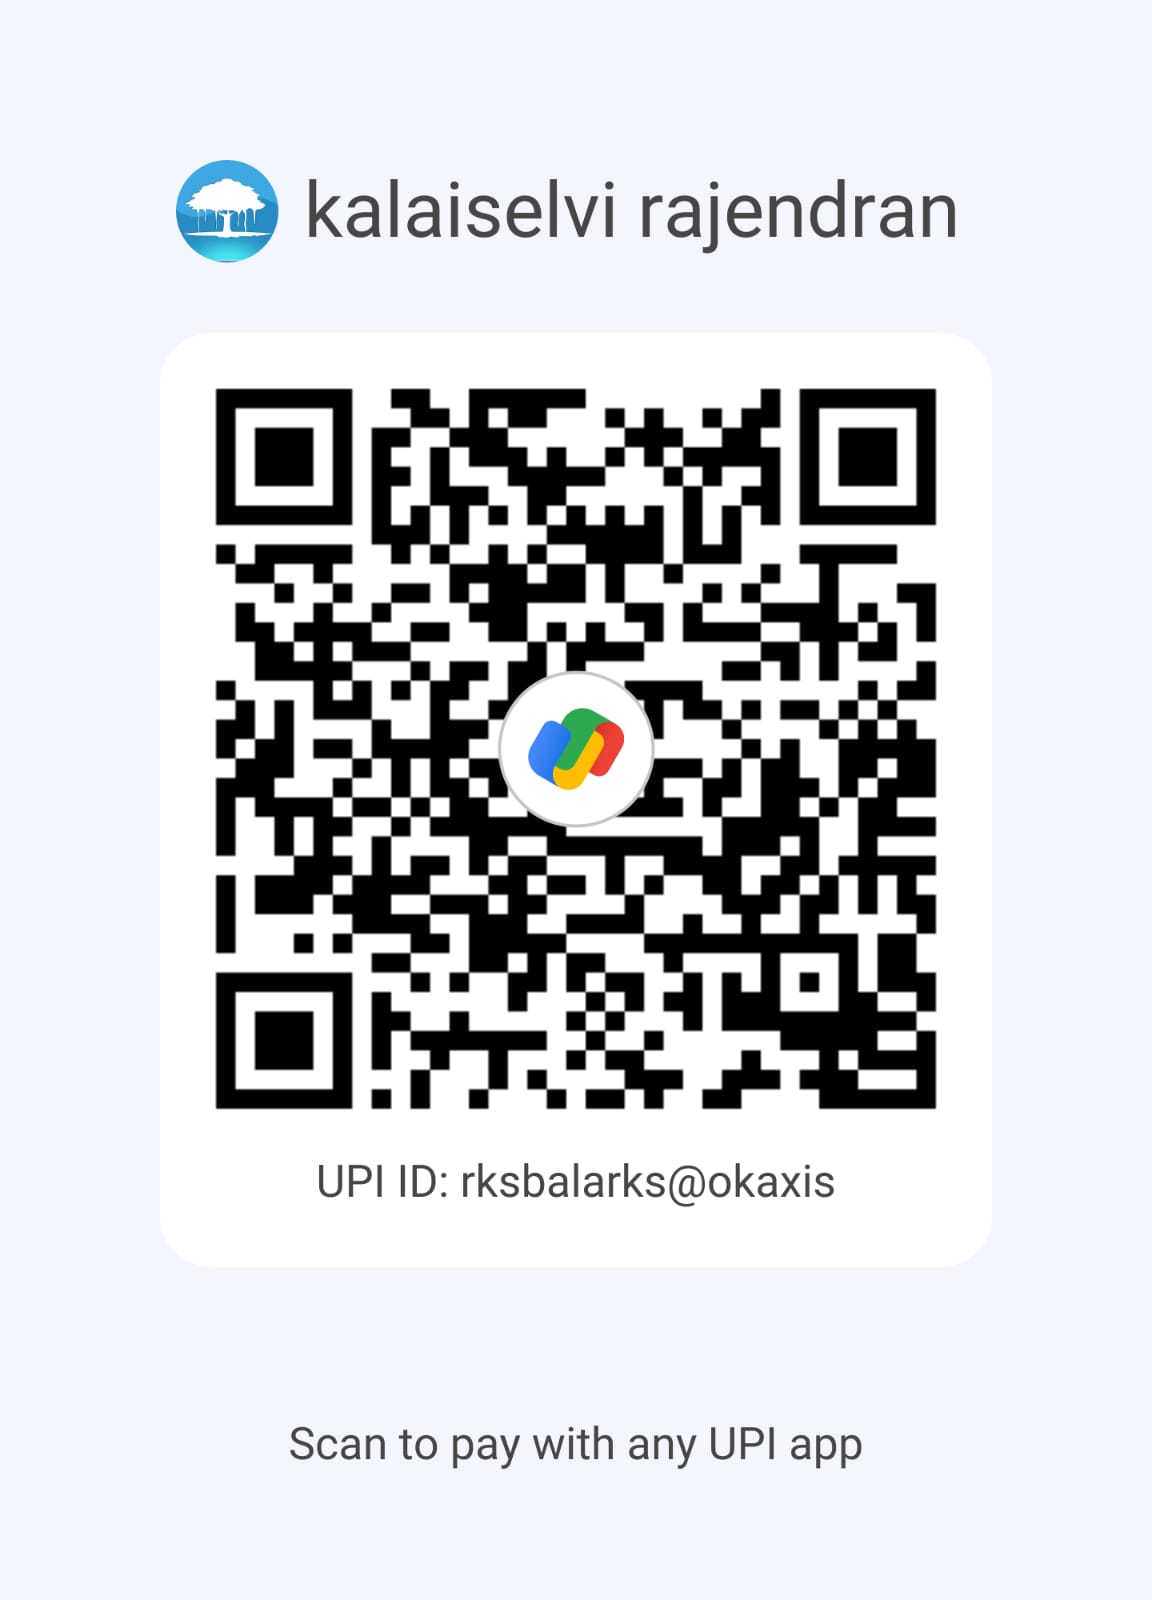 kalaiselvi rajendran
UPI ID: rksbalarks@okaxis
Scan to pay with any UPI app